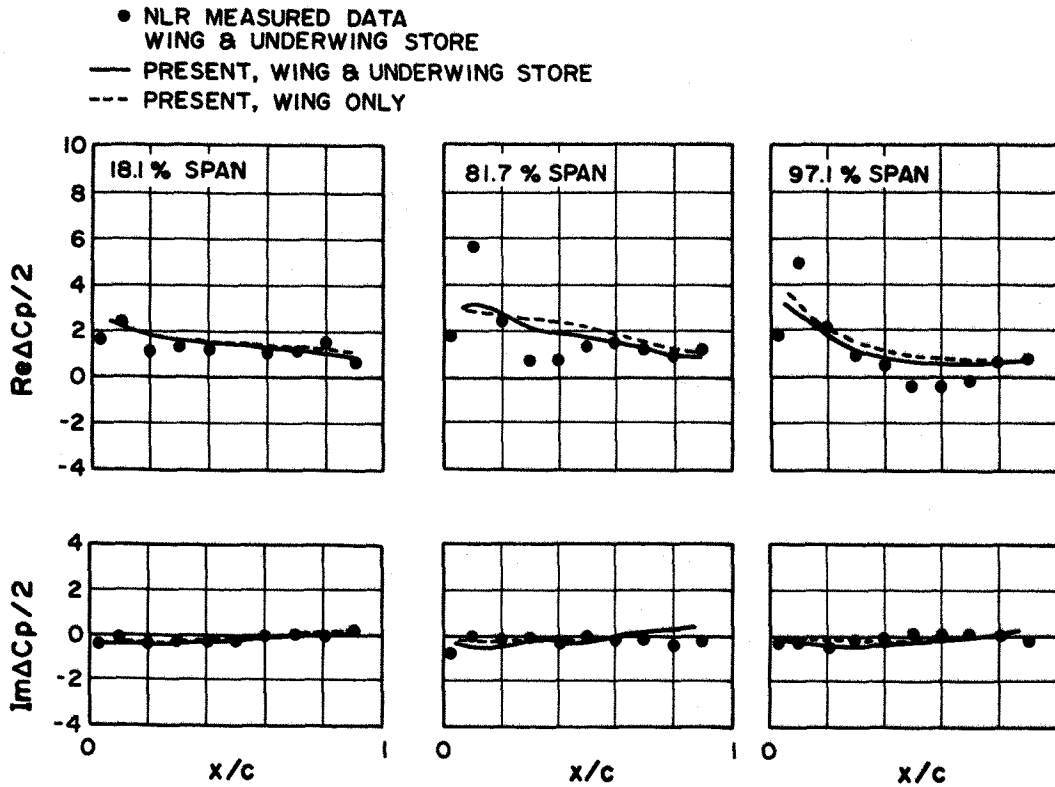 ● NLR MEASURED DATA
WING & UNDERWING STORE
— PRESENT, WING & UNDERWING STORE
--- PRESENT, WING ONLY
10
8
6
4
2
0
-2
-4
ReΔCp/2
18.1 % SPAN
81.7 % SPAN
97.1 % SPAN
4
2
0
-2
-4
ImΔCp/2
0
1
x/c
0
1
x/c
0
x/c